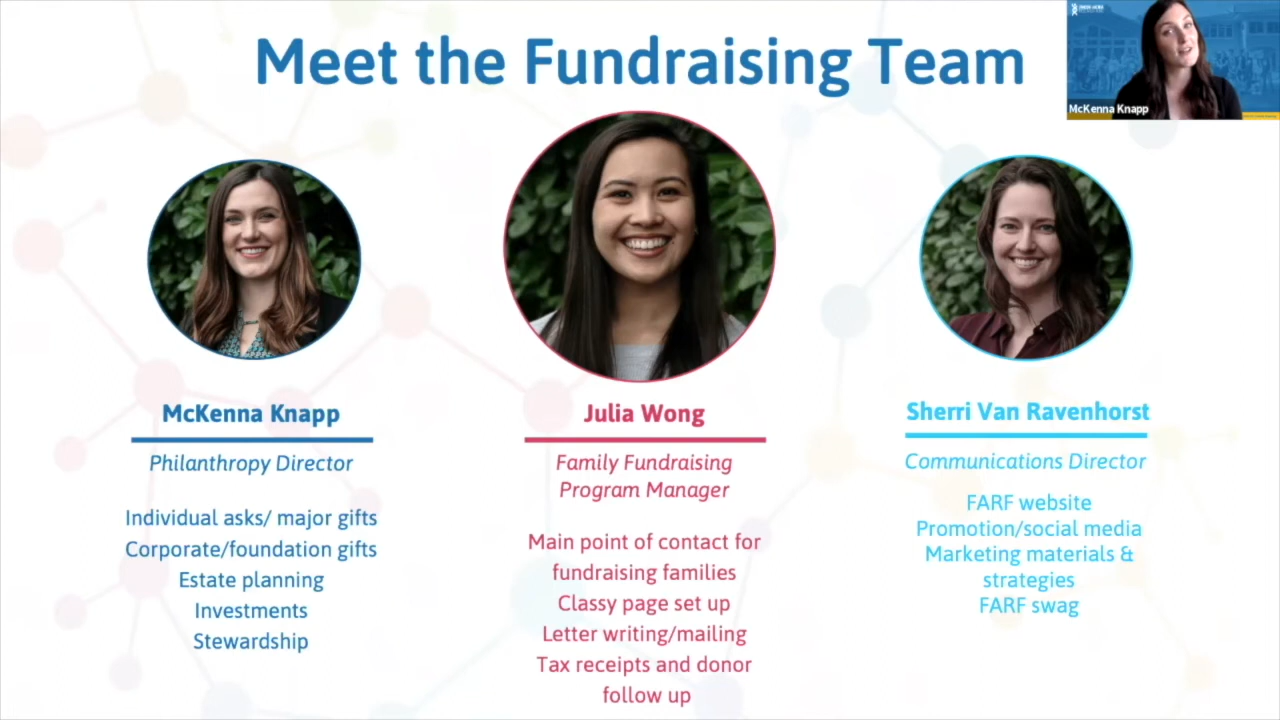 Meet the Fundraising Team
McKenna Knapp
McKenna Knapp
Philanthropy Director
Individual asks/ major gifts
Corporate/foundation gifts
Estate planning
Investments
Stewardship
Julia Wong
Family Fundraising
Program Manager
Main point of contact for
fundraising families
Classy page set up
Letter writing/mailing
Tax receipts and donor
follow up
Sherri Van Ravenhorst
Communications Director
FARF website
Promotion/social media
Marketing materials &
strategies
FARF swag